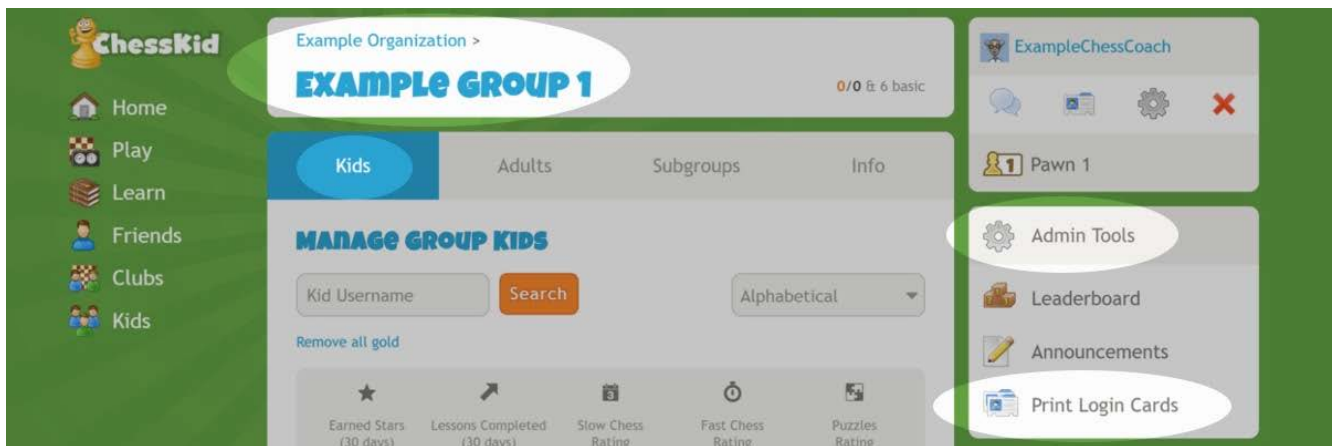 ChessKid
Home
Play
Learn
Friends
Clubs
Kids
Example Organization >
EXAMPLE GROUP 1
0/0 & 6 basic
Kids
Adults
Subgroups
Info
MANAGE GROUP KIDS
Kid Username
Search
Alphabetical
Remove all gold
3
Earned Stars
(30 days)
Lessons Completed
(30 days)
Slow Chess
Rating
Fast Chess
Rating
Puzzles
Rating
ExampleChessCoach
1 Pawn 1
Admin Tools
Leaderboard
Announcements
Print Login Cards